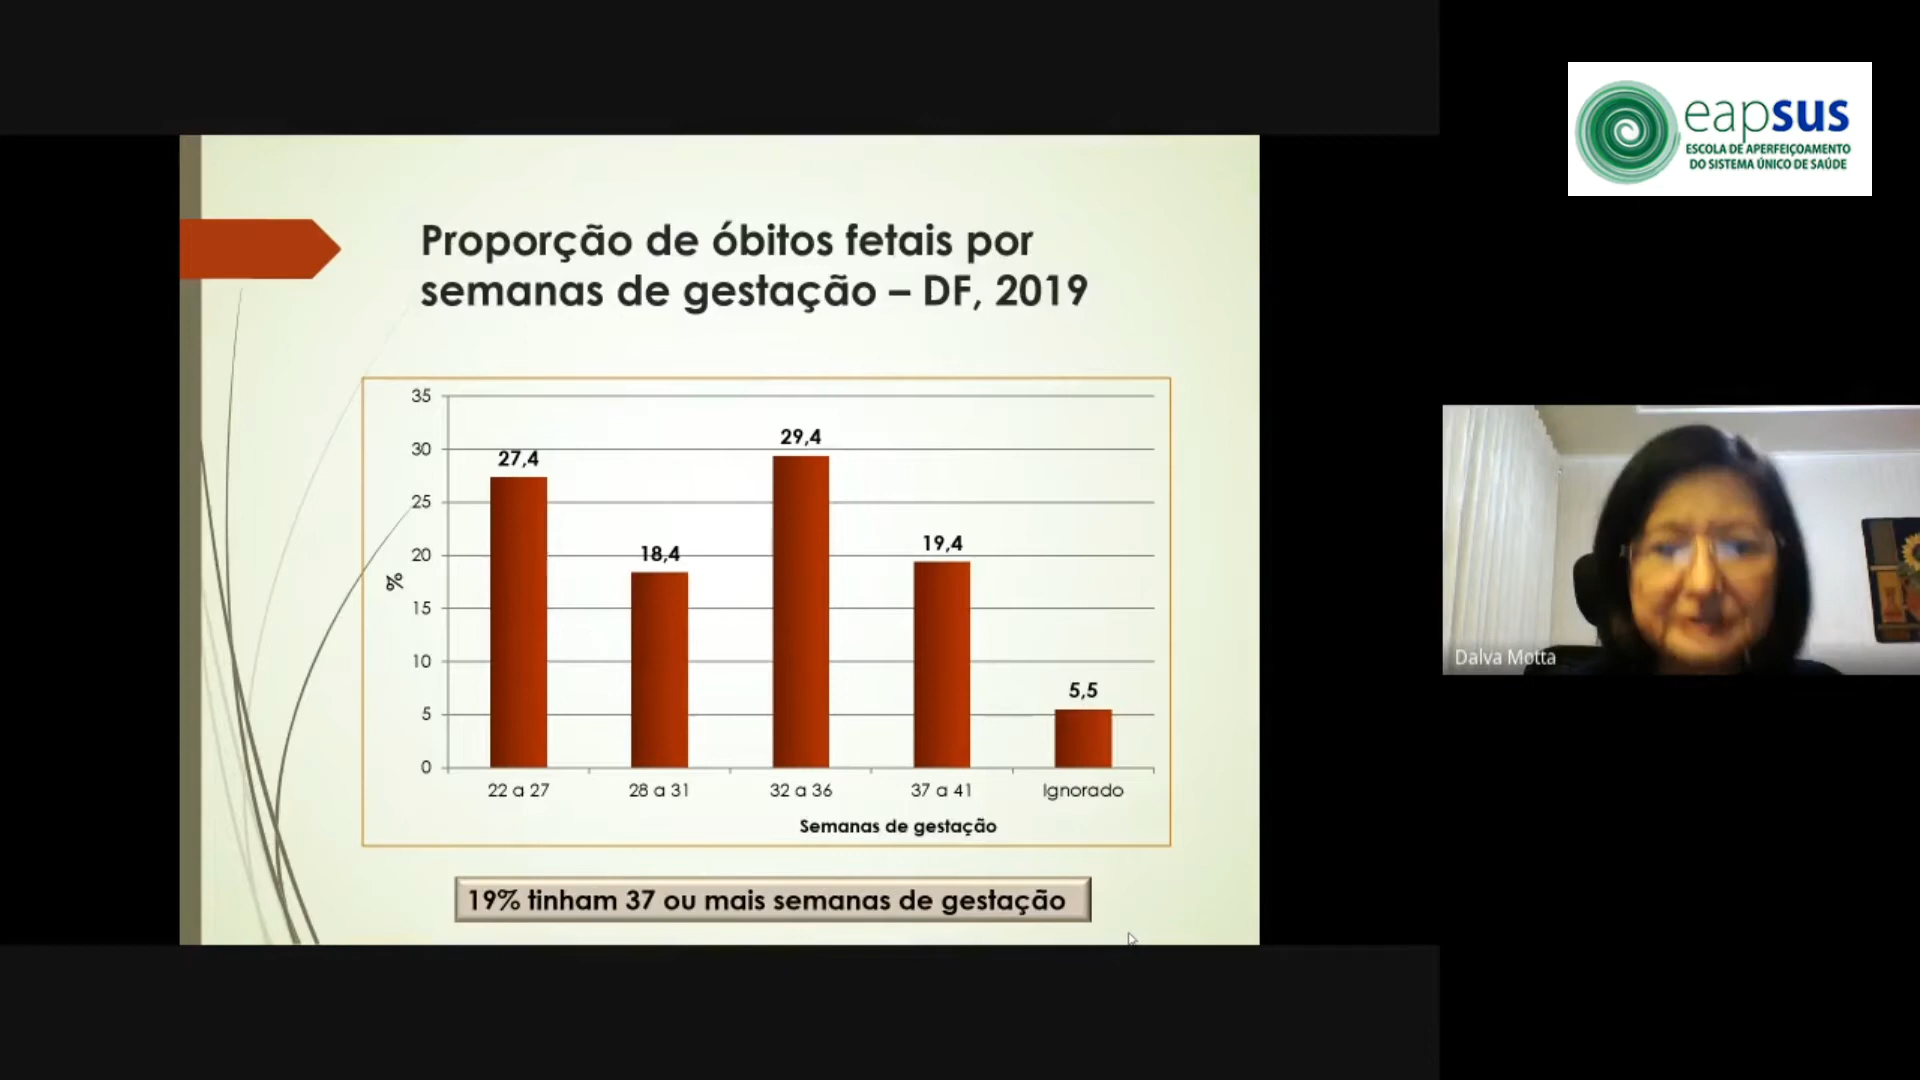 eapsus
ESCOLA DE APERFEIÇOAMENTO
DO SISTEMA ÚNICO DE SAÚDE
Proporção de óbitos fetais por
semanas de gestação – DF, 2019
35
30
25
20
15
10
5
0
%
27,4
18,4
29,4
19,4
5,5
22 a 27
28 a 31
32 a 36
37 a 41
Ignorado
Semanas de gestação
19% tinham 37 ou mais semanas de gestação
Dalva Motta